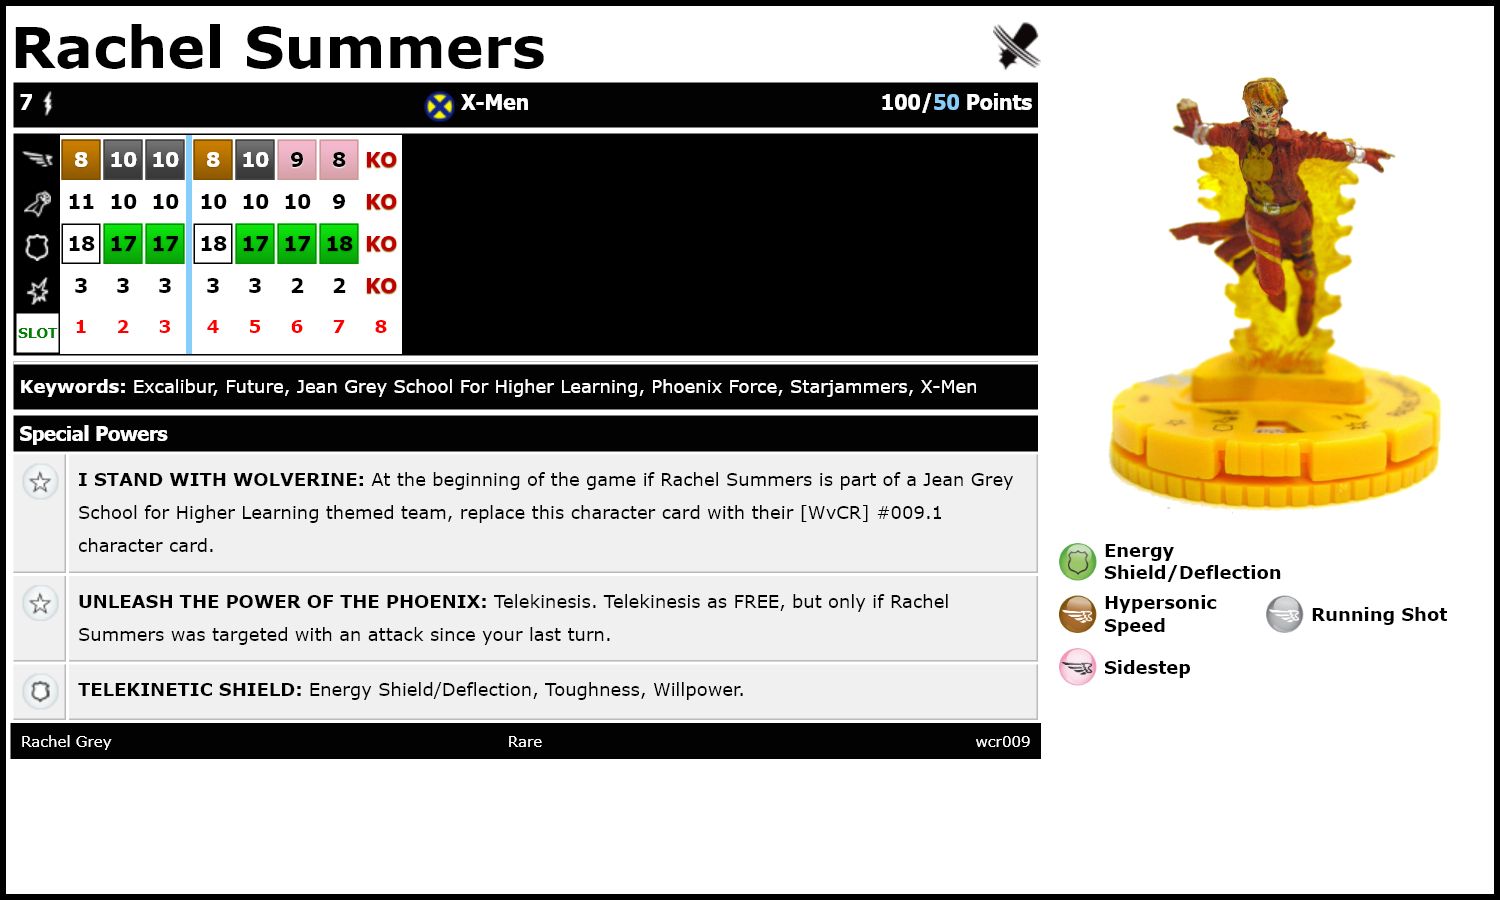 Rachel Summers
7 X-Men 100/50 Points
8 10 10 8 10 9 8 KO
11 10 10 10 10 10 9 KO
18 17 17 18 17 17 18 KO
3 3 3 3 3 2 2 KO
SLOT 1 2 3 4 5 6 7 8
Keywords: Excalibur, Future, Jean Grey School For Higher Learning, Phoenix Force, Starjammers, X-Men
Special Powers
I STAND WITH WOLVERINE: At the beginning of the game if Rachel Summers is part of a Jean Grey
School for Higher Learning themed team, replace this character card with their [WvCR] #009.1
character card.
UNLEASH THE POWER OF THE PHOENIX: Telekinesis. Telekinesis as FREE, but only if Rachel
Summers was targeted with an attack since your last turn.
TELEKINETIC SHIELD: Energy Shield/Deflection, Toughness, Willpower.
Rachel Grey Rare wcr009
Energy
Shield/Deflection
Hypersonic
Speed
Running Shot
Sidestep